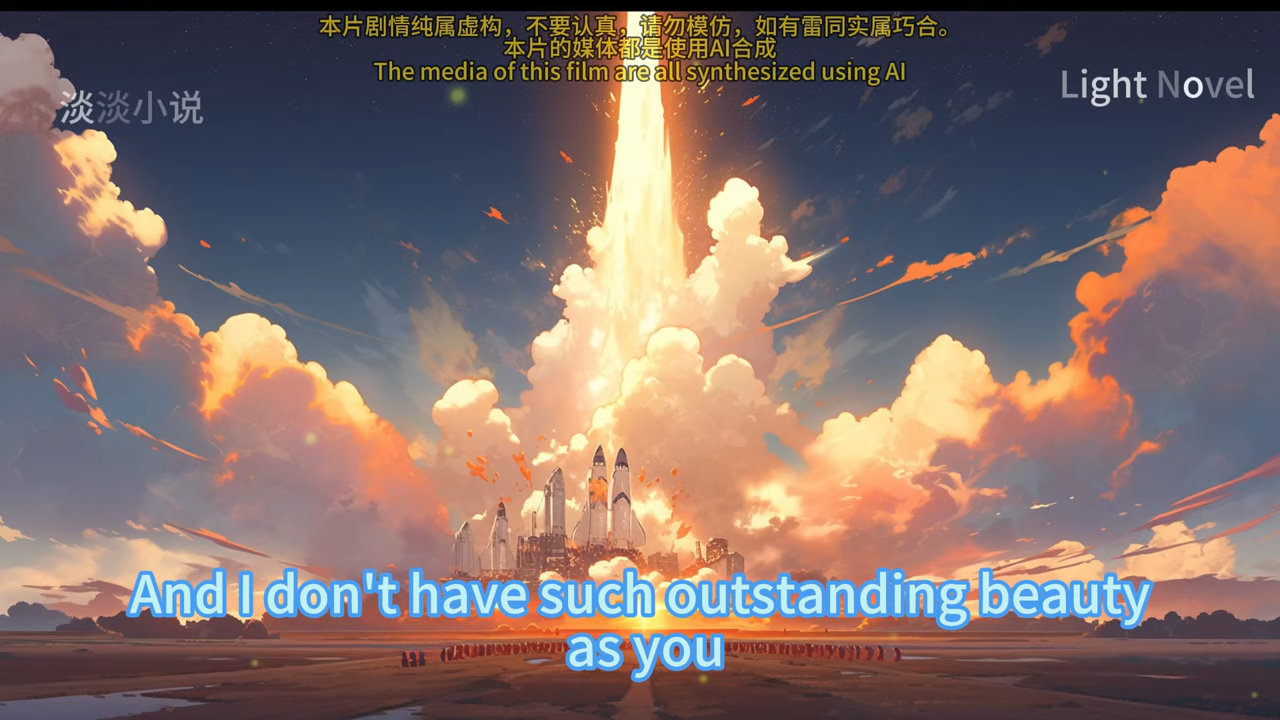 本片剧情纯属虚构，不要认真，请勿模仿，如有雷同实属巧合。
本片的媒体都是使用AI合成
The media of this film are all synthesized using AI
淡淡小说
Light Novel
And I don't have such outstanding beauty
as you